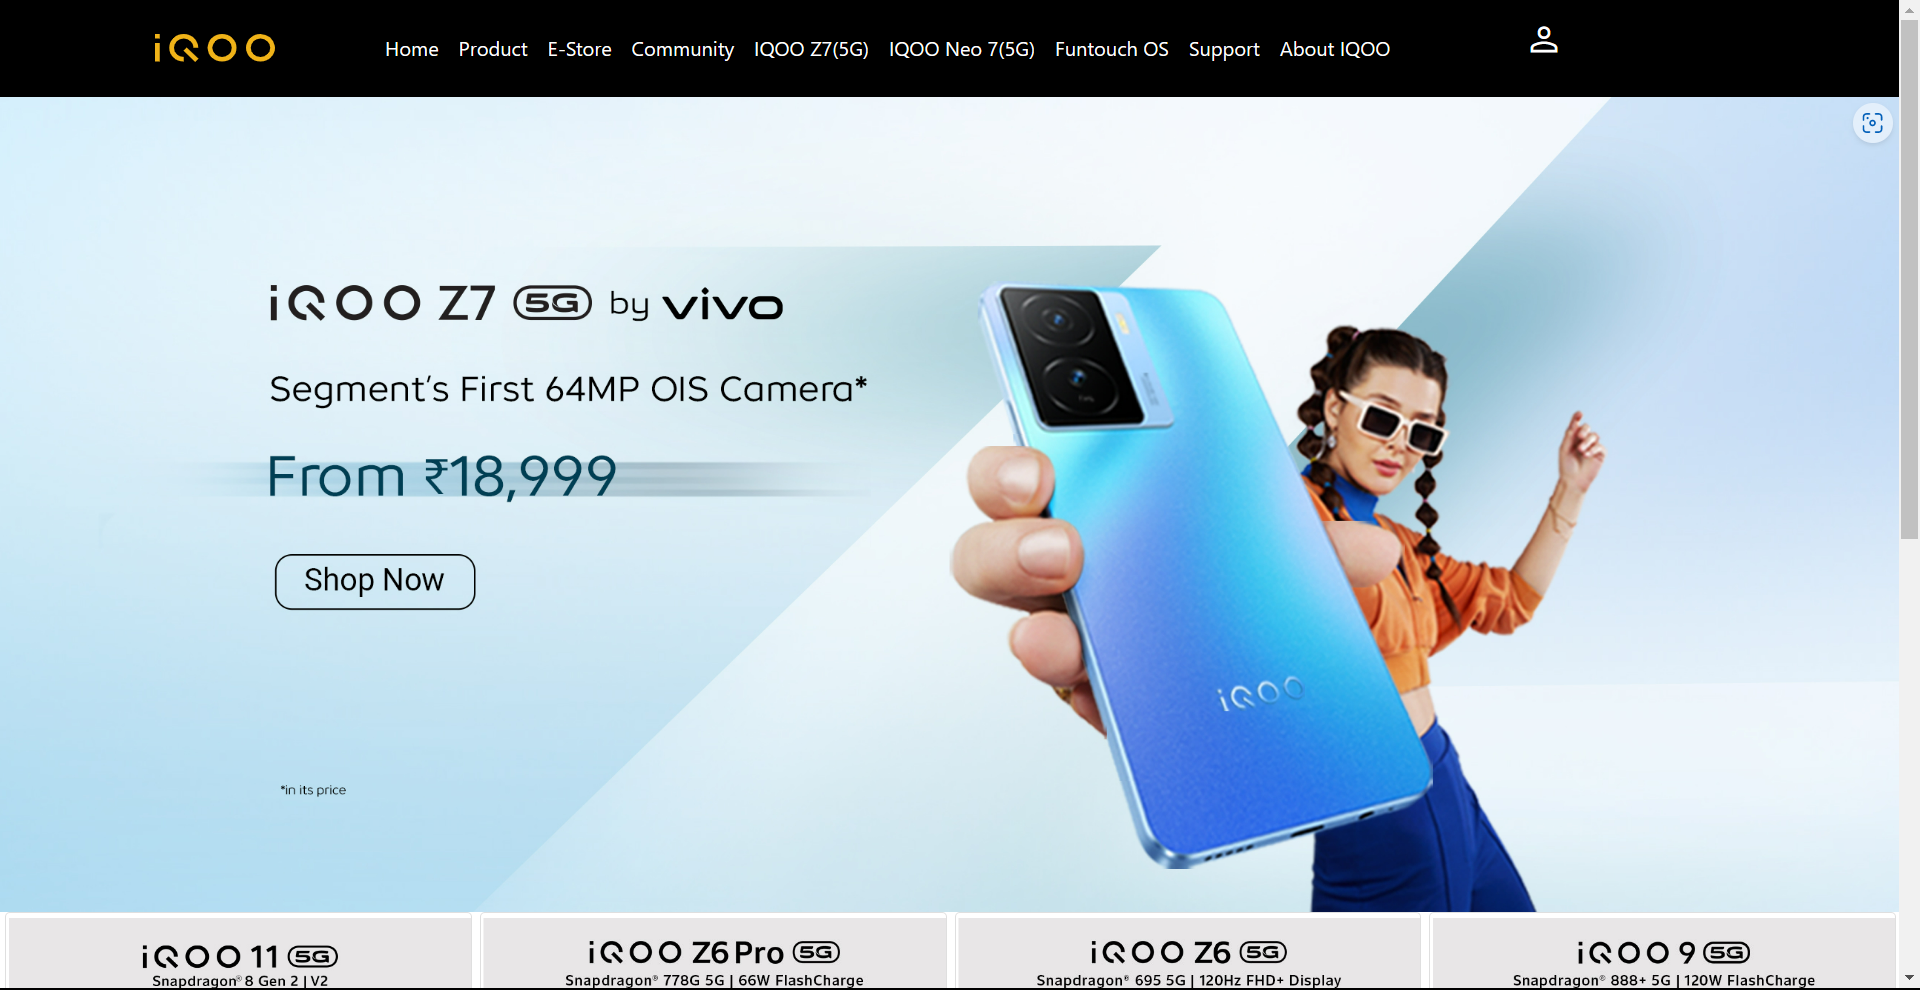 iQOO
Home Product E-Store Community IQOO Z7(5G) IQOO Neo 7(5G) Funtouch OS Support About IQOO
iQOO Z7 5G by vivo
Segment's First 64MP OIS Camera*
From ₹18,999
Shop Now
*in its price
iQOO
iQOO 11 5G
Snapdragon® 8 Gen 2 | V2
iQOO Z6 Pro 5G
Snapdragon® 778G 5G | 66W FlashCharge
iQOO Z6 5G
Snapdragon® 695 5G | 120Hz FHD+ Display
iQOO 9 5G
Snapdragon® 888+ 5G | 120W FlashCharge